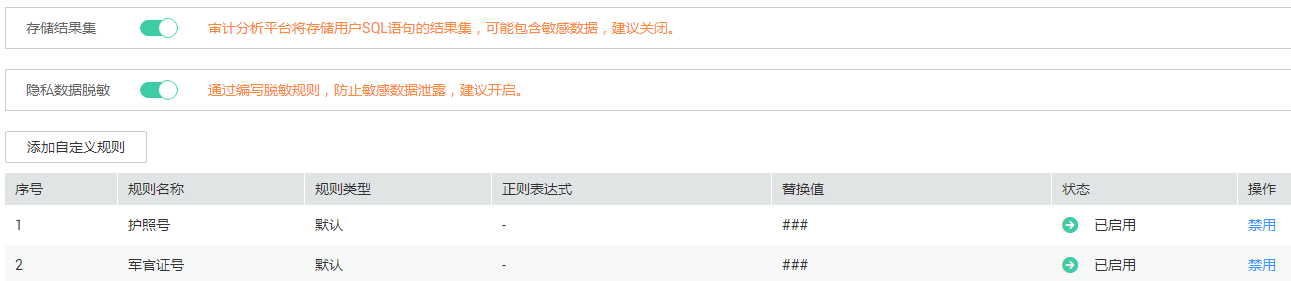 存储结果集 审计分析平台将存储用户SQL语句的结果集，可能包含敏感数据，建议关闭。
隐私数据脱敏 通过编写脱敏规则，防止敏感数据泄露，建议开启。
添加自定义规则
序号 规则名称 规则类型 正则表达式 替换值 状态 操作
1 护照号 默认 - ### 已启用 禁用
2 军官证号 默认 - ### 已启用 禁用